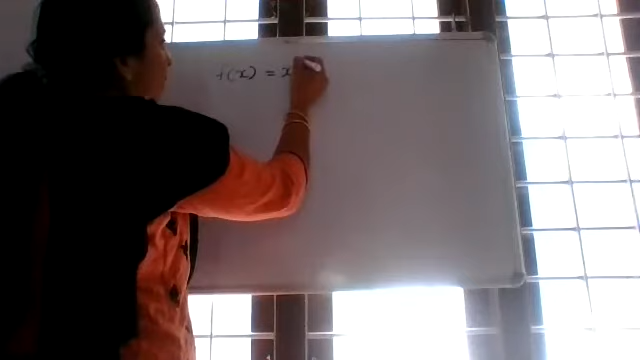 f(x) = x